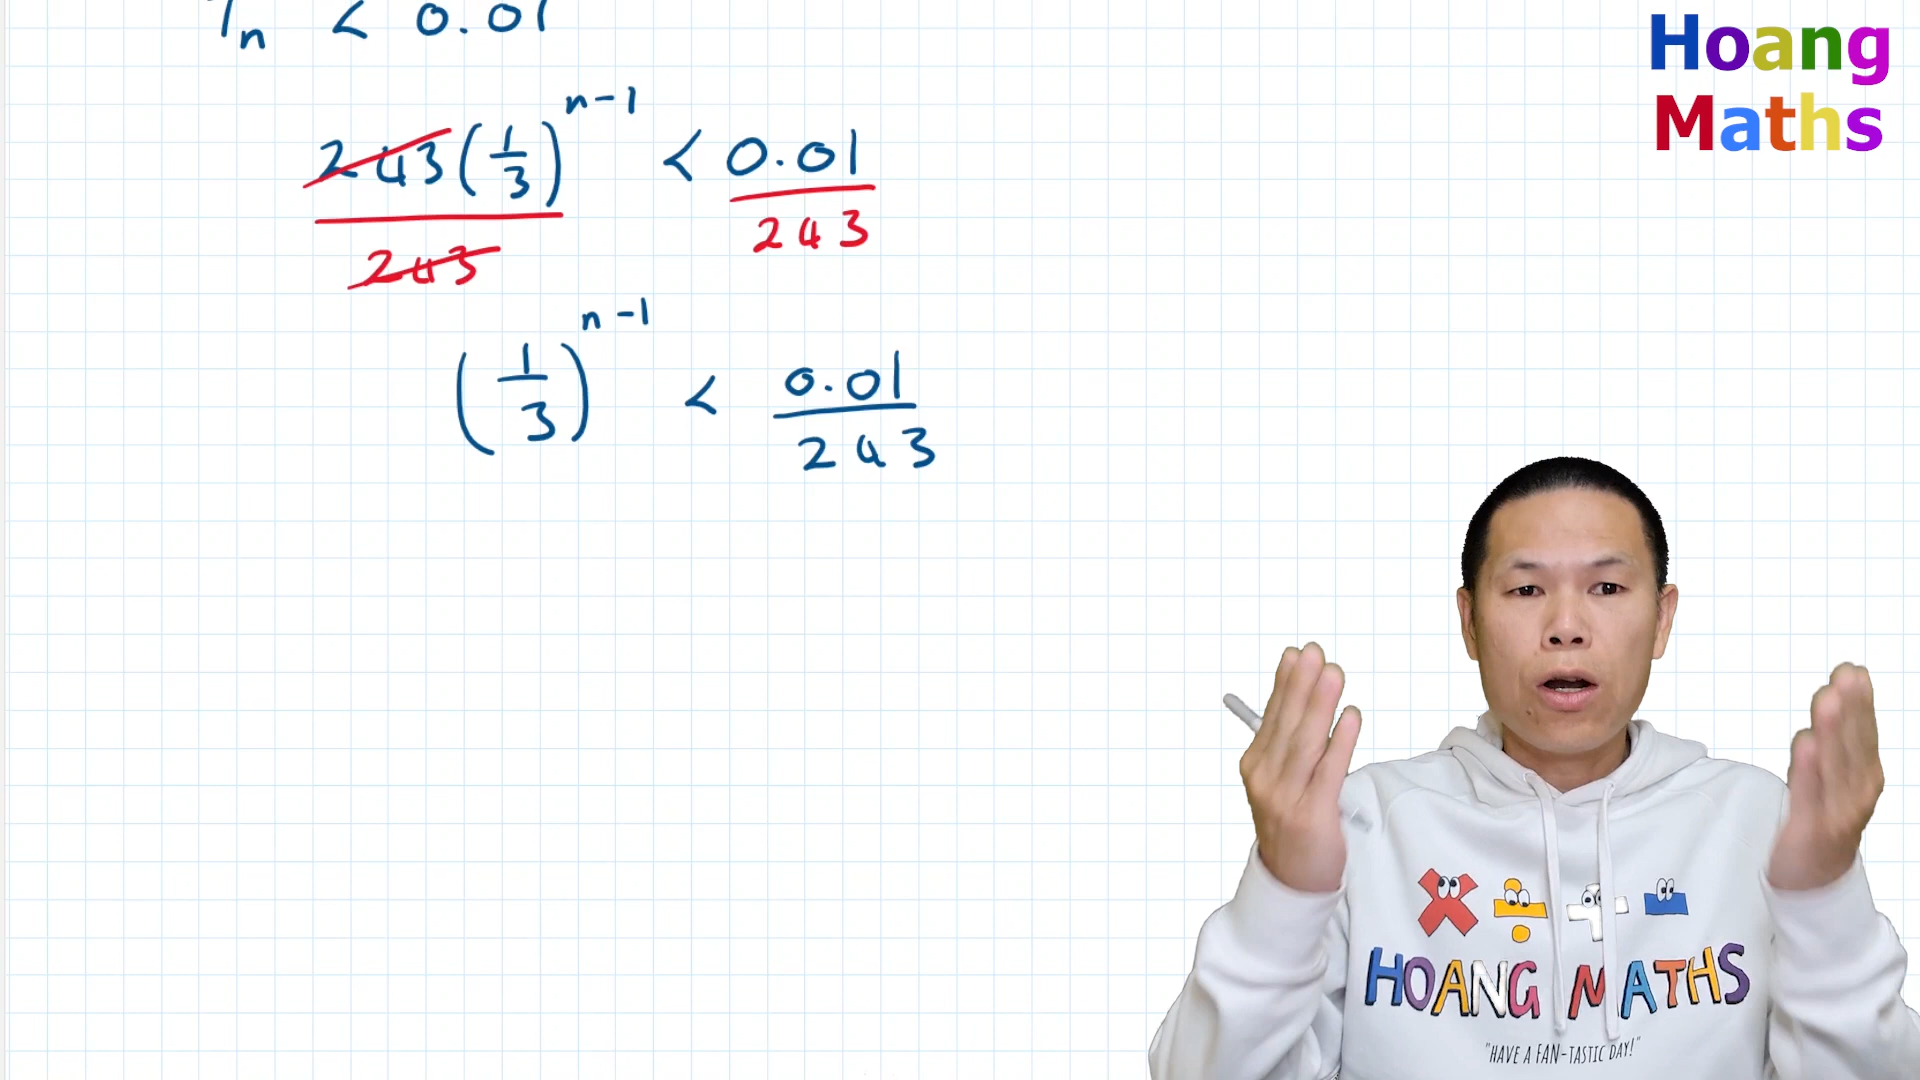 Tn < 0.01
243(1/3)^(n-1) / 243 < 0.01 / 243
(1/3)^(n-1) < 0.01 / 243
Hoang
Maths
HOANG MATHS
"HAVE A FAN-TASTIC DAY!"